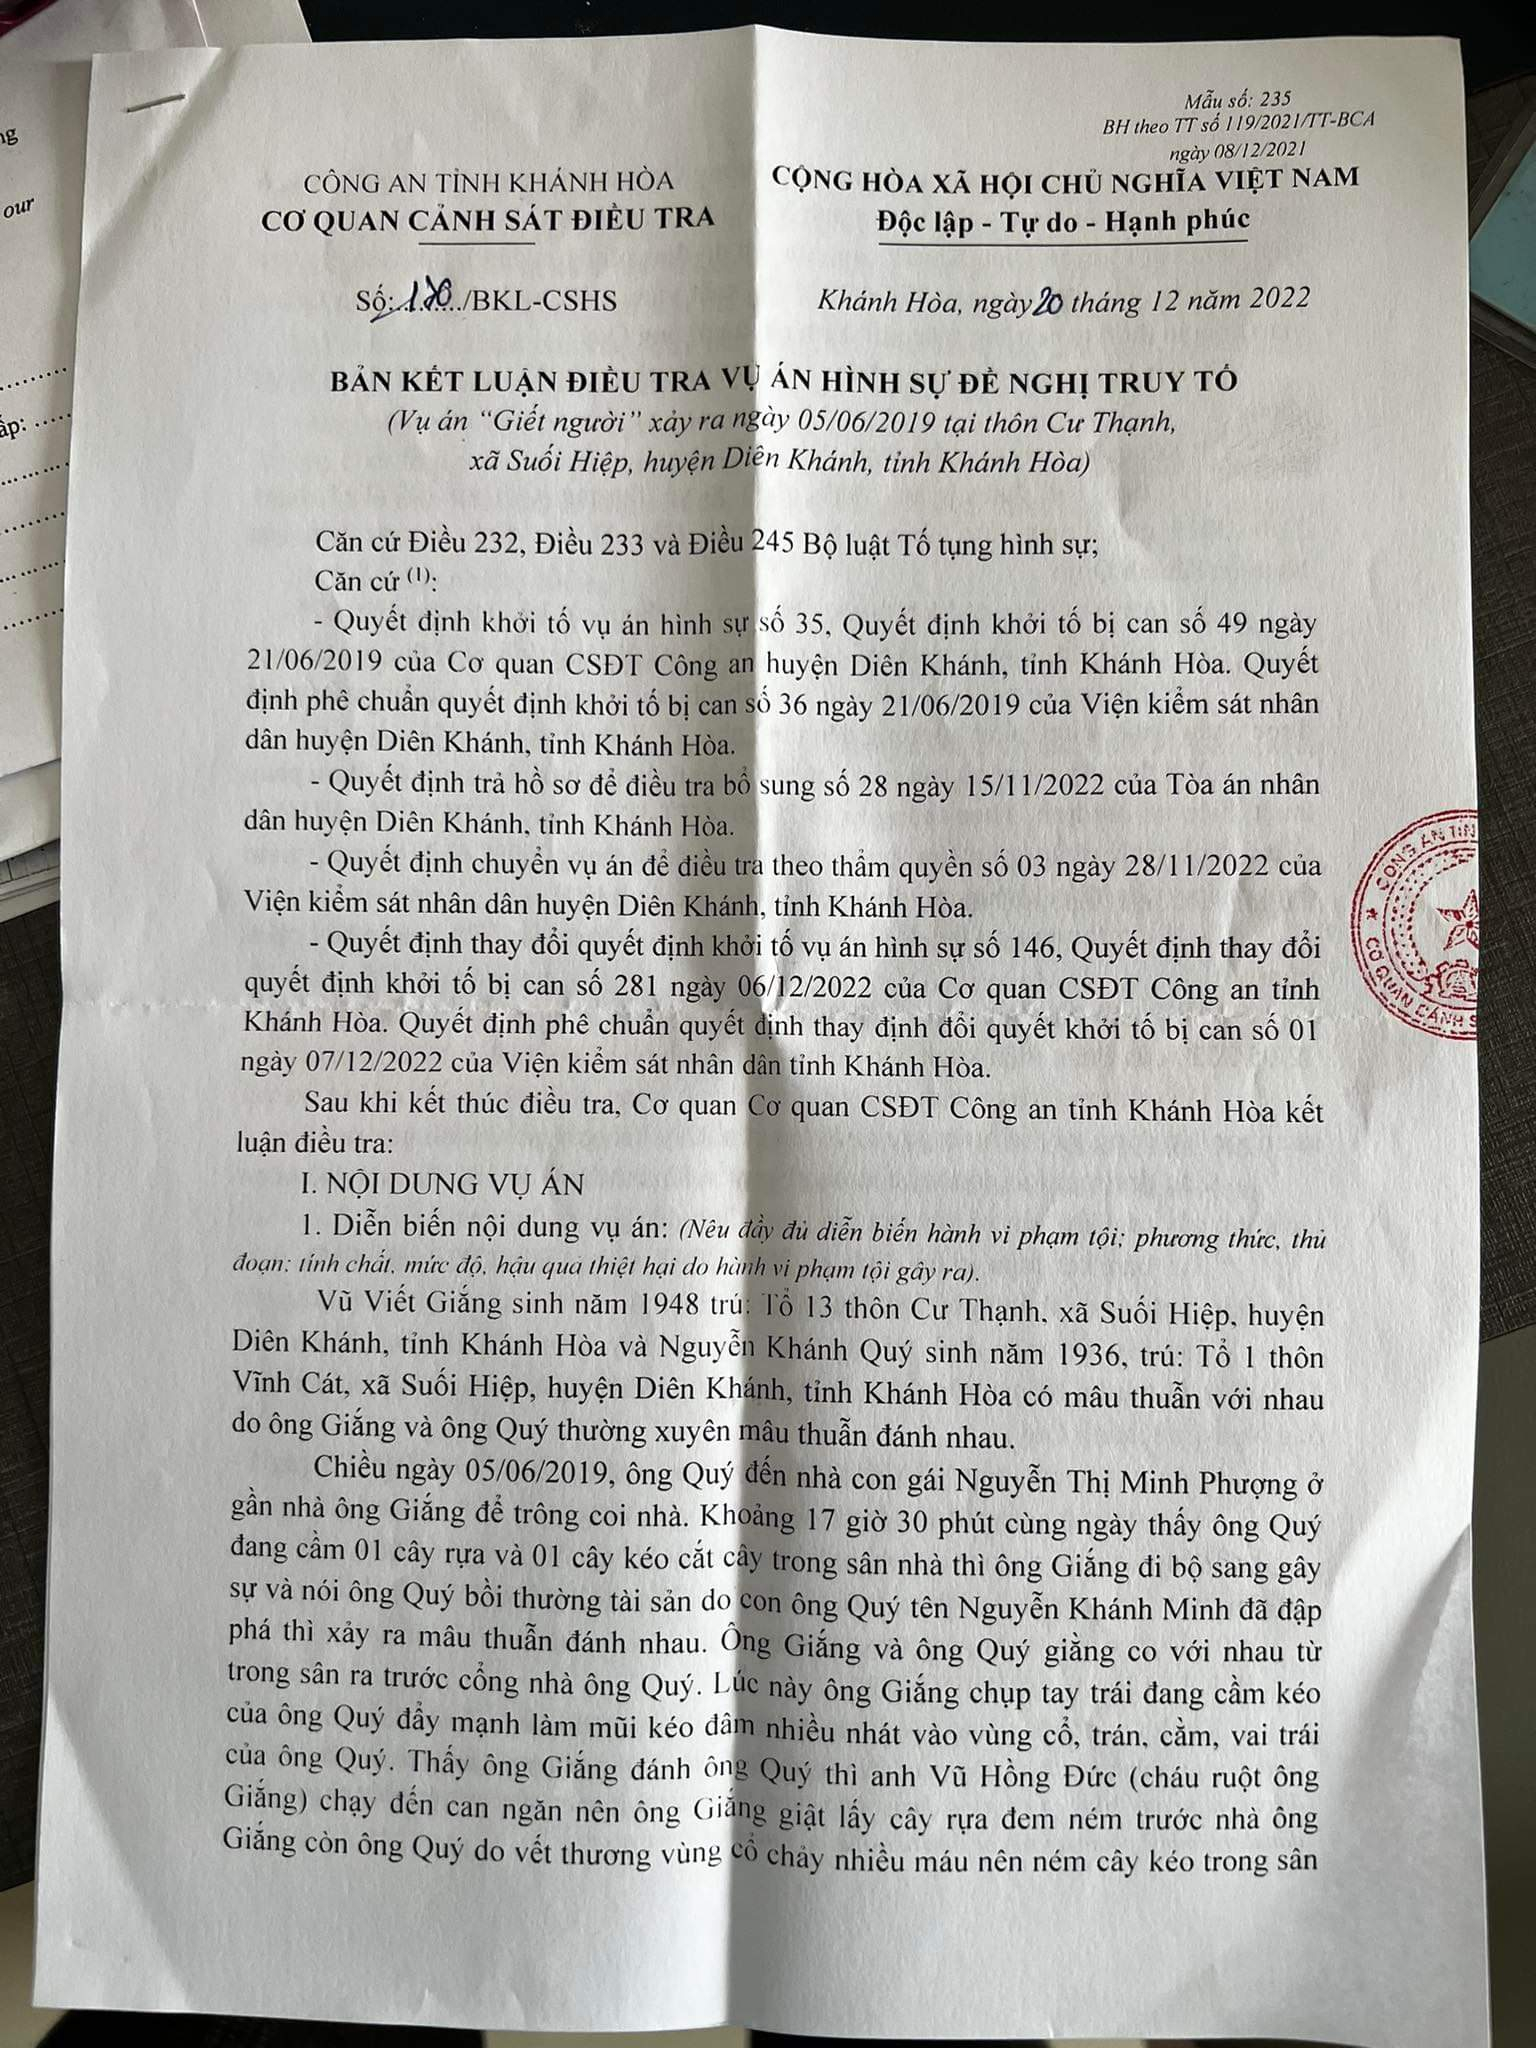 Mẫu số: 235
BH theo TT số 119/2021/TT-BCA
ngày 08/12/2021
CÔNG AN TỈNH KHÁNH HÒA
CƠ QUAN CẢNH SÁT ĐIỀU TRA
CỘNG HÒA XÃ HỘI CHỦ NGHĨA VIỆT NAM
Độc lập - Tự do - Hạnh phúc
Số: 170/BKL-CSHS
Khánh Hòa, ngày 20 tháng 12 năm 2022
BẢN KẾT LUẬN ĐIỀU TRA VỤ ÁN HÌNH SỰ ĐỀ NGHỊ TRUY TỐ
(Vụ án “Giết người” xảy ra ngày 05/06/2019 tại thôn Cư Thạnh,
xã Suối Hiệp, huyện Diên Khánh, tỉnh Khánh Hòa)
Căn cứ Điều 232, Điều 233 và Điều 245 Bộ luật Tố tụng hình sự;
Căn cứ (1):
- Quyết định khởi tố vụ án hình sự số 35, Quyết định khởi tố bị can số 49 ngày
21/06/2019 của Cơ quan CSĐT Công an huyện Diên Khánh, tỉnh Khánh Hòa. Quyết
định phê chuẩn quyết định khởi tố bị can số 36 ngày 21/06/2019 của Viện kiểm sát nhân
dân huyện Diên Khánh, tỉnh Khánh Hòa.
- Quyết định trả hồ sơ để điều tra bổ sung số 28 ngày 15/11/2022 của Tòa án nhân
dân huyện Diên Khánh, tỉnh Khánh Hòa.
- Quyết định chuyển vụ án để điều tra theo thẩm quyền số 03 ngày 28/11/2022 của
Viện kiểm sát nhân dân huyện Diên Khánh, tỉnh Khánh Hòa.
- Quyết định thay đổi quyết định khởi tố vụ án hình sự số 146, Quyết định thay đổi
quyết định khởi tố bị can số 281 ngày 06/12/2022 của Cơ quan CSĐT Công an tỉnh
Khánh Hòa. Quyết định phê chuẩn quyết định thay định đổi quyết khởi tố bị can số 01
ngày 07/12/2022 của Viện kiểm sát nhân dân tỉnh Khánh Hòa.
Sau khi kết thúc điều tra, Cơ quan Cơ quan CSĐT Công an tỉnh Khánh Hòa kết
luận điều tra:
I. NỘI DUNG VỤ ÁN
1. Diễn biến nội dung vụ án: (Nêu đầy đủ diễn biến hành vi phạm tội; phương thức, thủ
đoạn; tính chất, mức độ, hậu quả thiệt hại do hành vi phạm tội gây ra).
Vũ Viết Giắng sinh năm 1948 trú: Tổ 13 thôn Cư Thạnh, xã Suối Hiệp, huyện
Diên Khánh, tỉnh Khánh Hòa và Nguyễn Khánh Quý sinh năm 1936, trú: Tổ 1 thôn
Vĩnh Cát, xã Suối Hiệp, huyện Diên Khánh, tỉnh Khánh Hòa có mâu thuẫn với nhau
do ông Giắng và ông Quý thường xuyên mâu thuẫn đánh nhau.
Chiều ngày 05/06/2019, ông Quý đến nhà con gái Nguyễn Thị Minh Phượng ở
gần nhà ông Giắng để trông coi nhà. Khoảng 17 giờ 30 phút cùng ngày thấy ông Quý
đang cầm 01 cây rựa và 01 cây kéo cắt cây trong sân nhà thì ông Giắng đi bộ sang gây
sự và nói ông Quý bồi thường tài sản do con ông Quý tên Nguyễn Khánh Minh đã đập
phá thì xảy ra mâu thuẫn đánh nhau. Ông Giắng và ông Quý giằng co với nhau từ
trong sân ra trước cổng nhà ông Quý. Lúc này ông Giắng chụp tay trái đang cầm kéo
của ông Quý đẩy mạnh làm mũi kéo đâm nhiều nhát vào vùng cổ, trán, cằm, vai trái
của ông Quý. Thấy ông Giắng đánh ông Quý thì anh Vũ Hồng Đức (cháu ruột ông
Giắng) chạy đến can ngăn nên ông Giắng giật lấy cây rựa đem ném trước nhà ông
Giắng còn ông Quý do vết thương vùng cổ chảy nhiều máu nên ném cây kéo trong sân
CÔNG AN TỈN
CƠ QUAN CẢNH S
our
ấp: